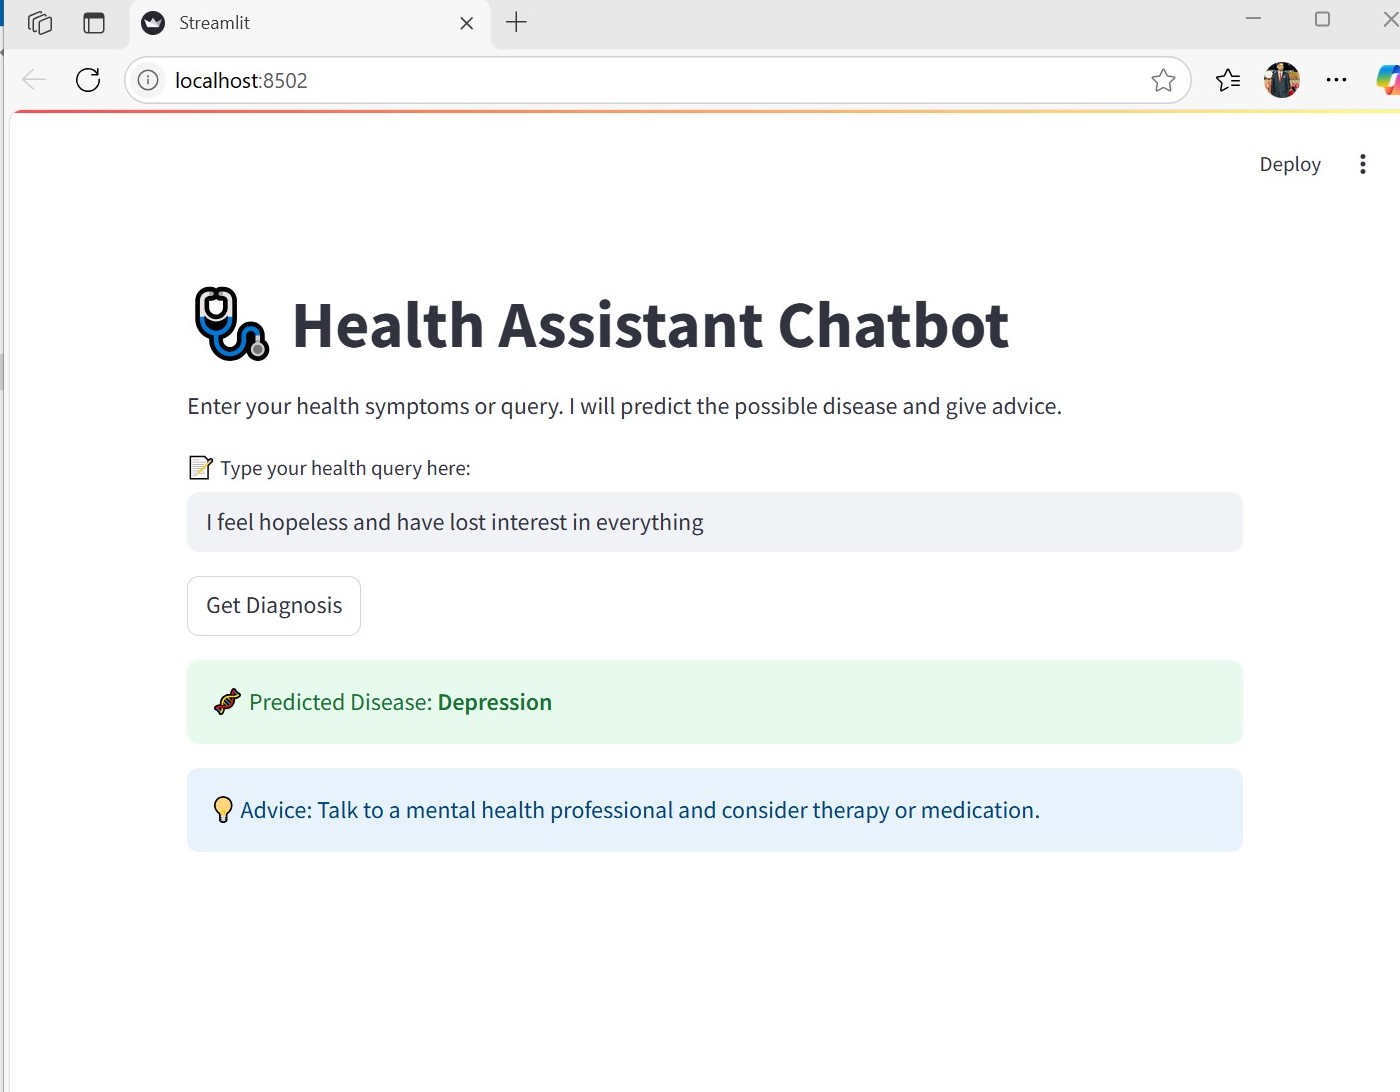 Streamlit
localhost:8502
Deploy
Health Assistant Chatbot
Enter your health symptoms or query. I will predict the possible disease and give advice.
Type your health query here:
I feel hopeless and have lost interest in everything
Get Diagnosis
Predicted Disease: Depression
Advice: Talk to a mental health professional and consider therapy or medication.